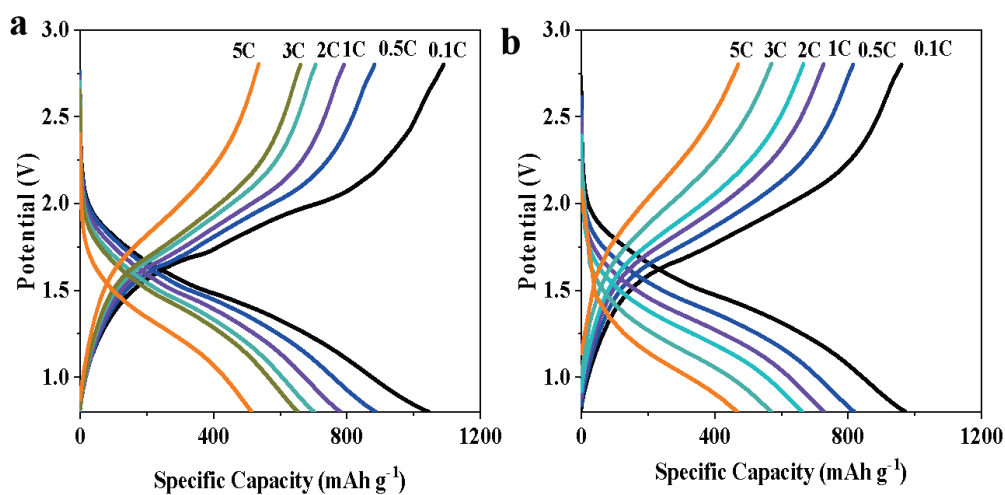 a
3.0
2.5
2.0
1.5
1.0
Potential (V)
5C 3C 2C 1C 0.5C 0.1C
0 400 800 1200
Specific Capacity (mAh g⁻¹)
b
3.0
2.5
2.0
1.5
1.0
Potential (V)
5C 3C 2C 1C 0.5C 0.1C
0 400 800 1200
Specific Capacity (mAh g⁻¹)